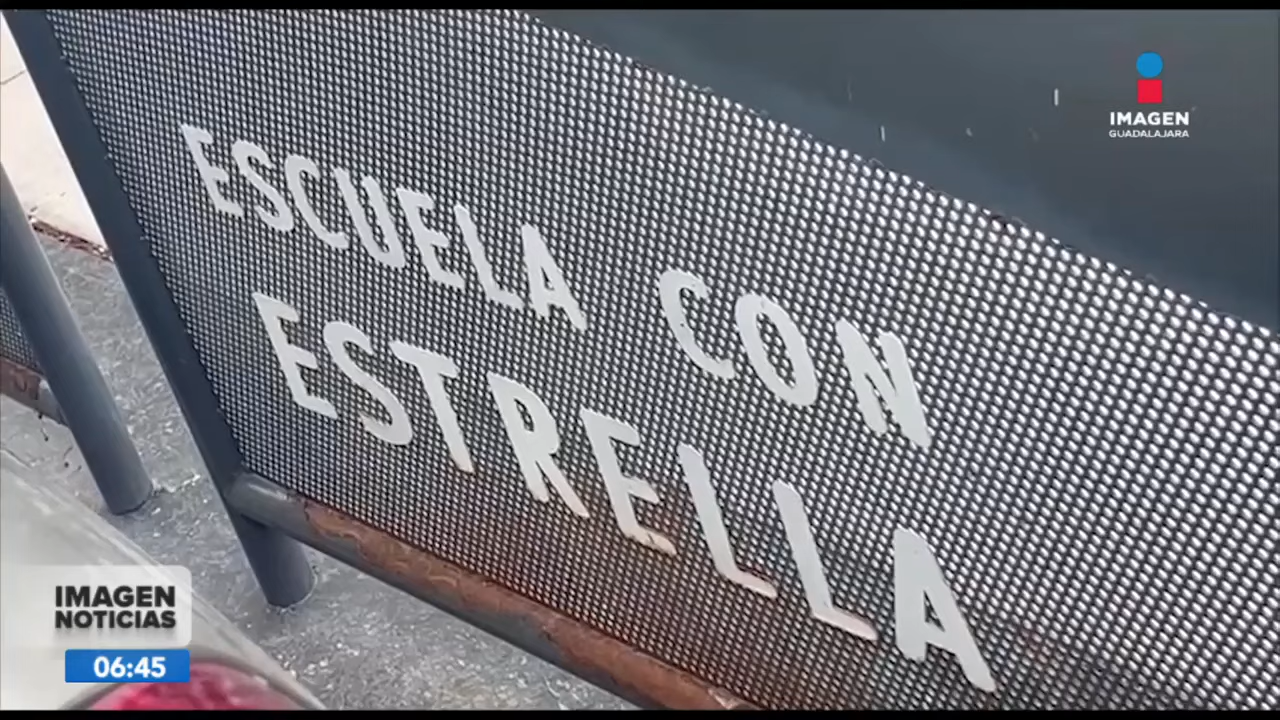 IMAGEN
GUADALAJARA
ESCUELA CON
ESTRELLA
IMAGEN
NOTICIAS
06:45